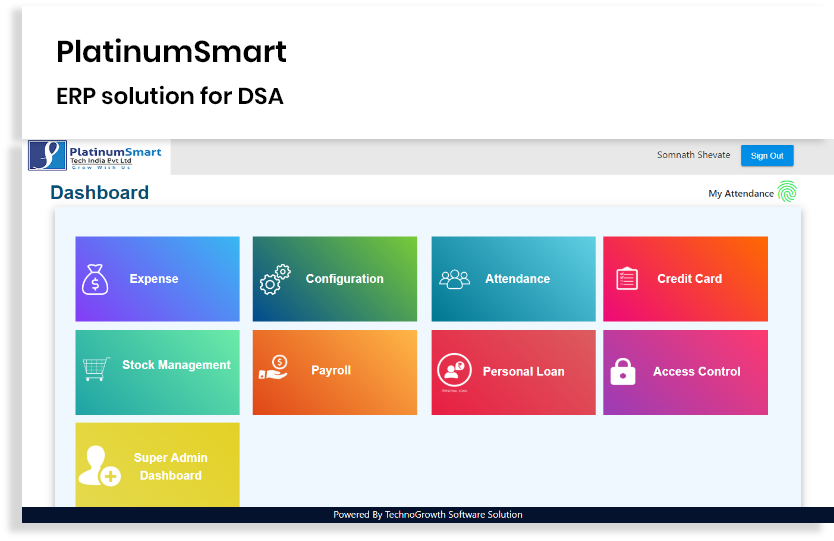 PlatinumSmart
ERP solution for DSA
PlatinumSmart
Tech India Pvt Ltd
Grow With Us
Somnath Shevate
Sign Out
Dashboard
My Attendance
Expense
Configuration
Attendance
Credit Card
Stock Management
Payroll
Personal Loan
Access Control
Super Admin
Dashboard
Powered By TechnoGrowth Software Solution